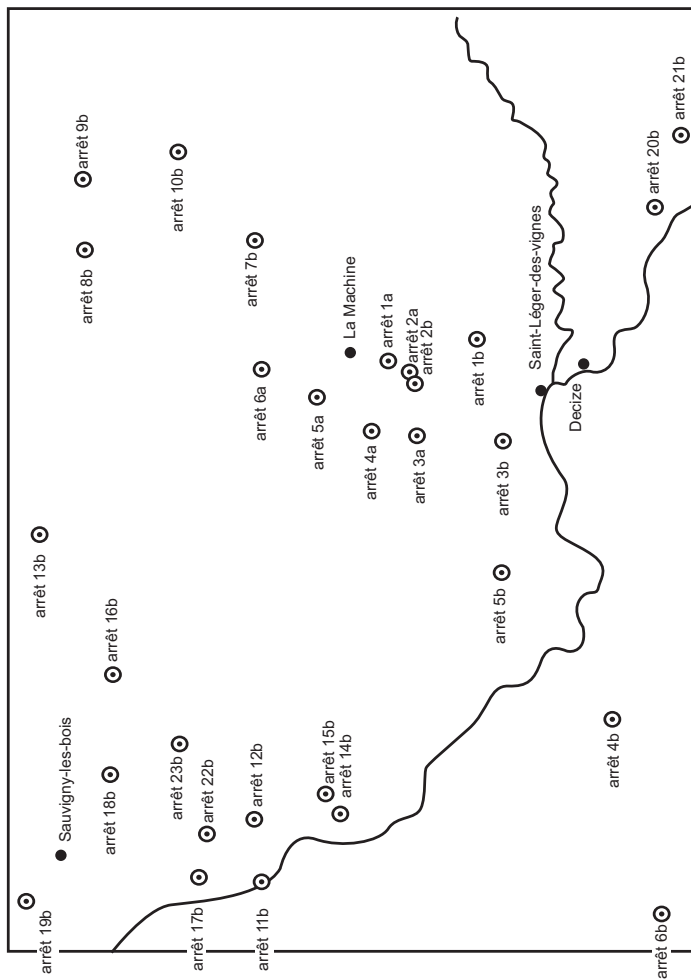 arrêt 19b
arrêt 13b
Sauvigny-les-bois
arrêt 8b
arrêt 9b
arrêt 18b
arrêt 16b
arrêt 10b
arrêt 23b
arrêt 17b
arrêt 22b
arrêt 12b
arrêt 7b
arrêt 11b
arrêt 6a
arrêt 5a
arrêt 15b
arrêt 14b
La Machine
arrêt 4a
arrêt 1a
arrêt 2a
arrêt 3a
arrêt 2b
arrêt 1b
arrêt 5b
arrêt 3b
Saint-Léger-des-vignes
Decize
arrêt 4b
arrêt 20b
arrêt 6b
arrêt 21b